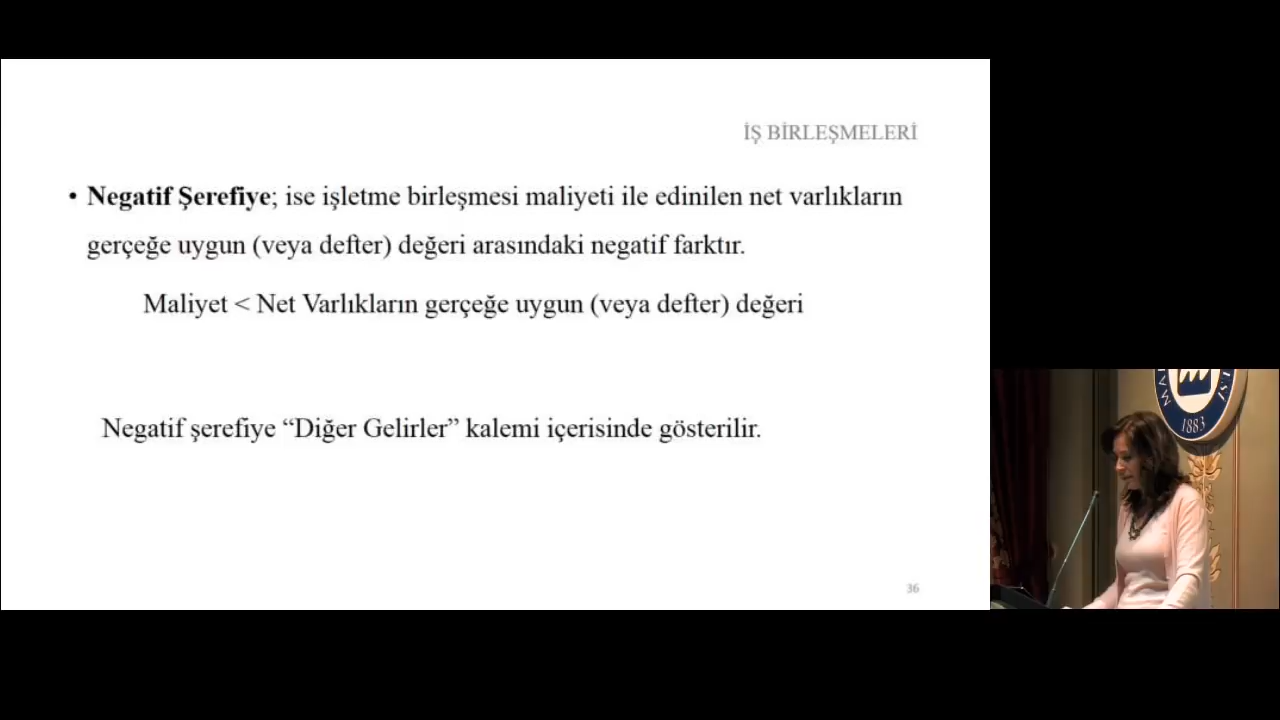 İŞ BİRLEŞMELERİ
• Negatif Şerefiye; ise işletme birleşmesi maliyeti ile edinilen net varlıkların
gerçeğe uygun (veya defter) değeri arasındaki negatif farktır.
Maliyet < Net Varlıkların gerçeğe uygun (veya defter) değeri
Negatif şerefiye “Diğer Gelirler” kalemi içerisinde gösterilir.
36
1883